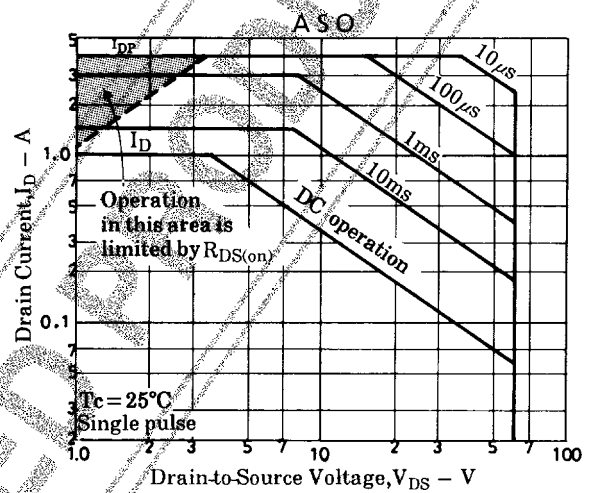 ASO
IDP
10μs
100μs
1ms
10ms
DC operation
ID
Operation
in this area is
limited by RDS(on)
Tc=25°C
Single pulse
Drain Current, ID – A
5
3
2
1.0
7
5
3
2
0.1
7
5
3
2
1.0
2
3
5
7
10
2
3
5
7
100
Drain-to-Source Voltage, VDS – V